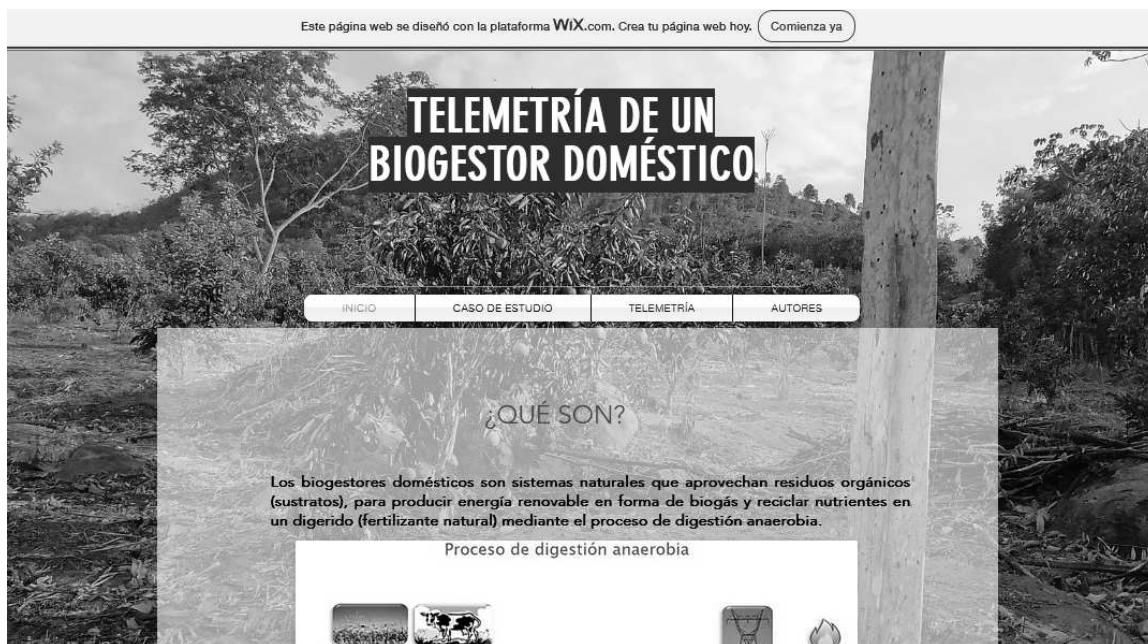 Este página web se diseñó con la plataforma WiX.com. Crea tu página web hoy. Comienza ya
TELEMETRÍA DE UN
BIOGESTOR DOMÉSTICO
INICIO CASO DE ESTUDIO TELEMETRÍA AUTORES
¿QUÉ SON?
Los biogestores domésticos son sistemas naturales que aprovechan residuos orgánicos
(sustratos), para producir energía renovable en forma de biogás y reciclar nutrientes en
un digerido (fertilizante natural) mediante el proceso de digestión anaerobia.
Proceso de digestión anaerobia